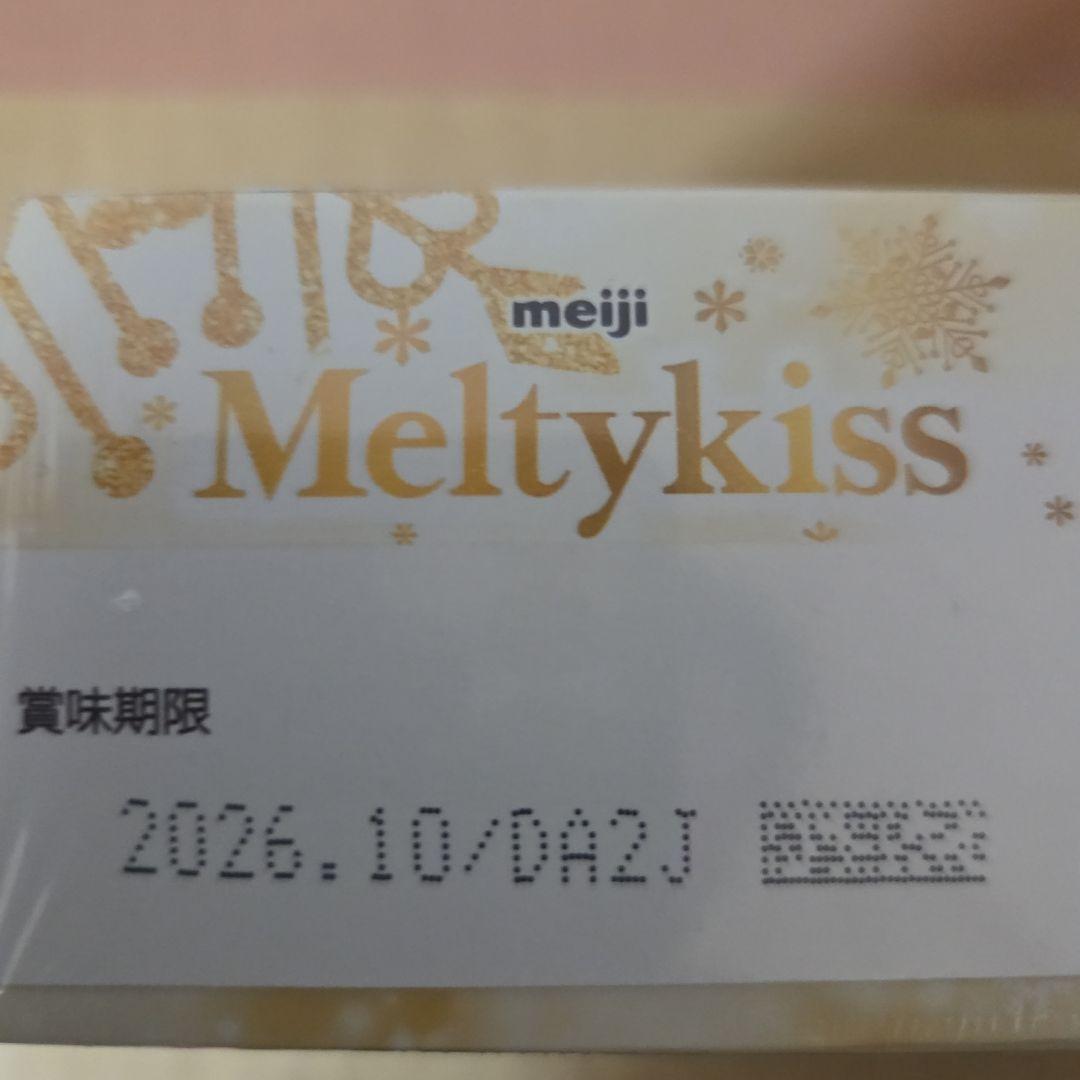 meiji
Meltykiss
賞味期限
2026.10/DA2J